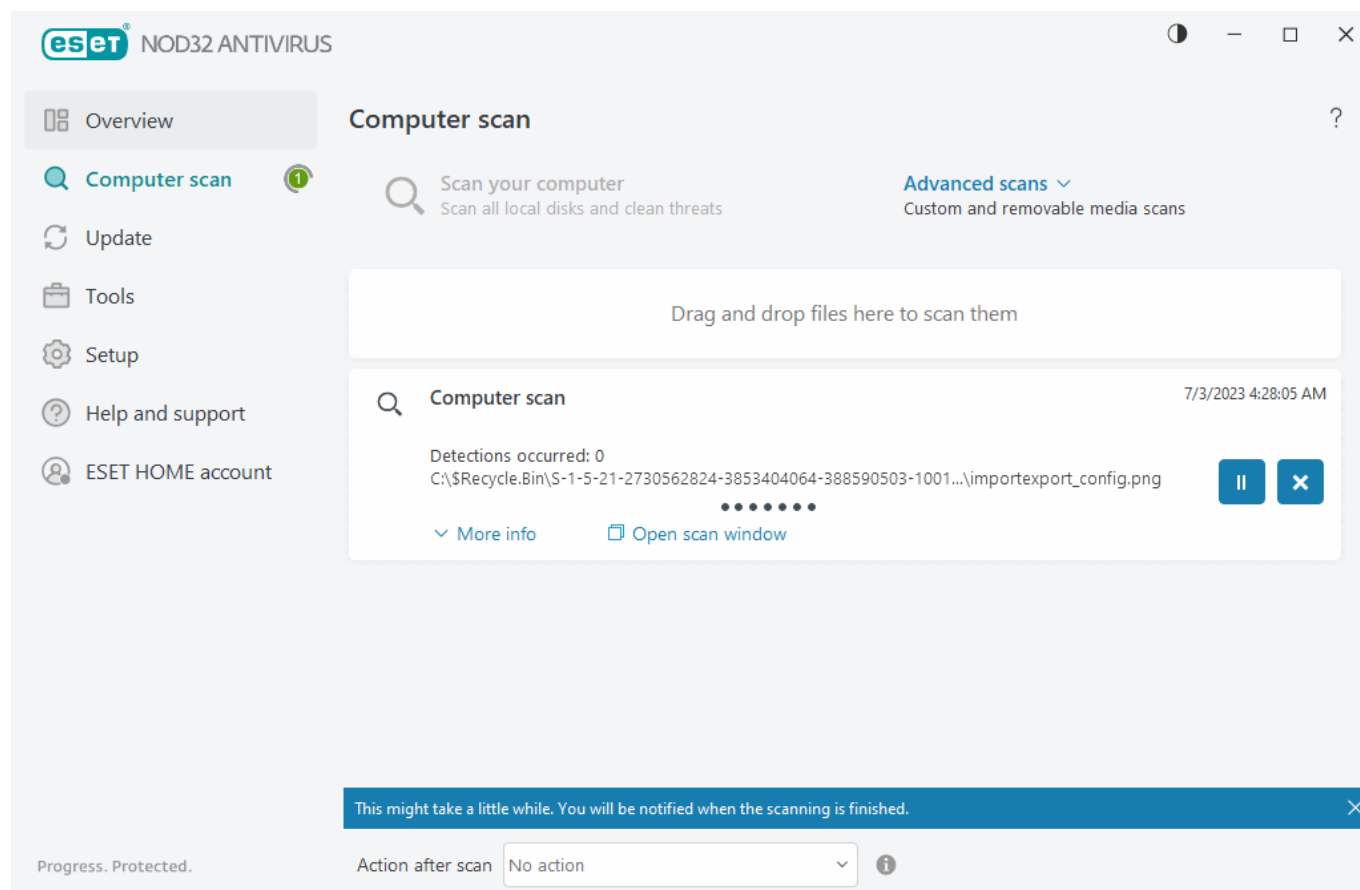 eset® NOD32 ANTIVIRUS
Overview
Computer scan 1
Update
Tools
Setup
Help and support
ESET HOME account
Progress. Protected.
Computer scan
?
Scan your computer
Scan all local disks and clean threats
Advanced scans
Custom and removable media scans
Drag and drop files here to scan them
Computer scan
7/3/2023 4:28:05 AM
Detections occurred: 0
C:\$Recycle.Bin\S-1-5-21-2730562824-3853404064-388590503-1001...\importexport_config.png
More info
Open scan window
This might take a little while. You will be notified when the scanning is finished.
Action after scan No action